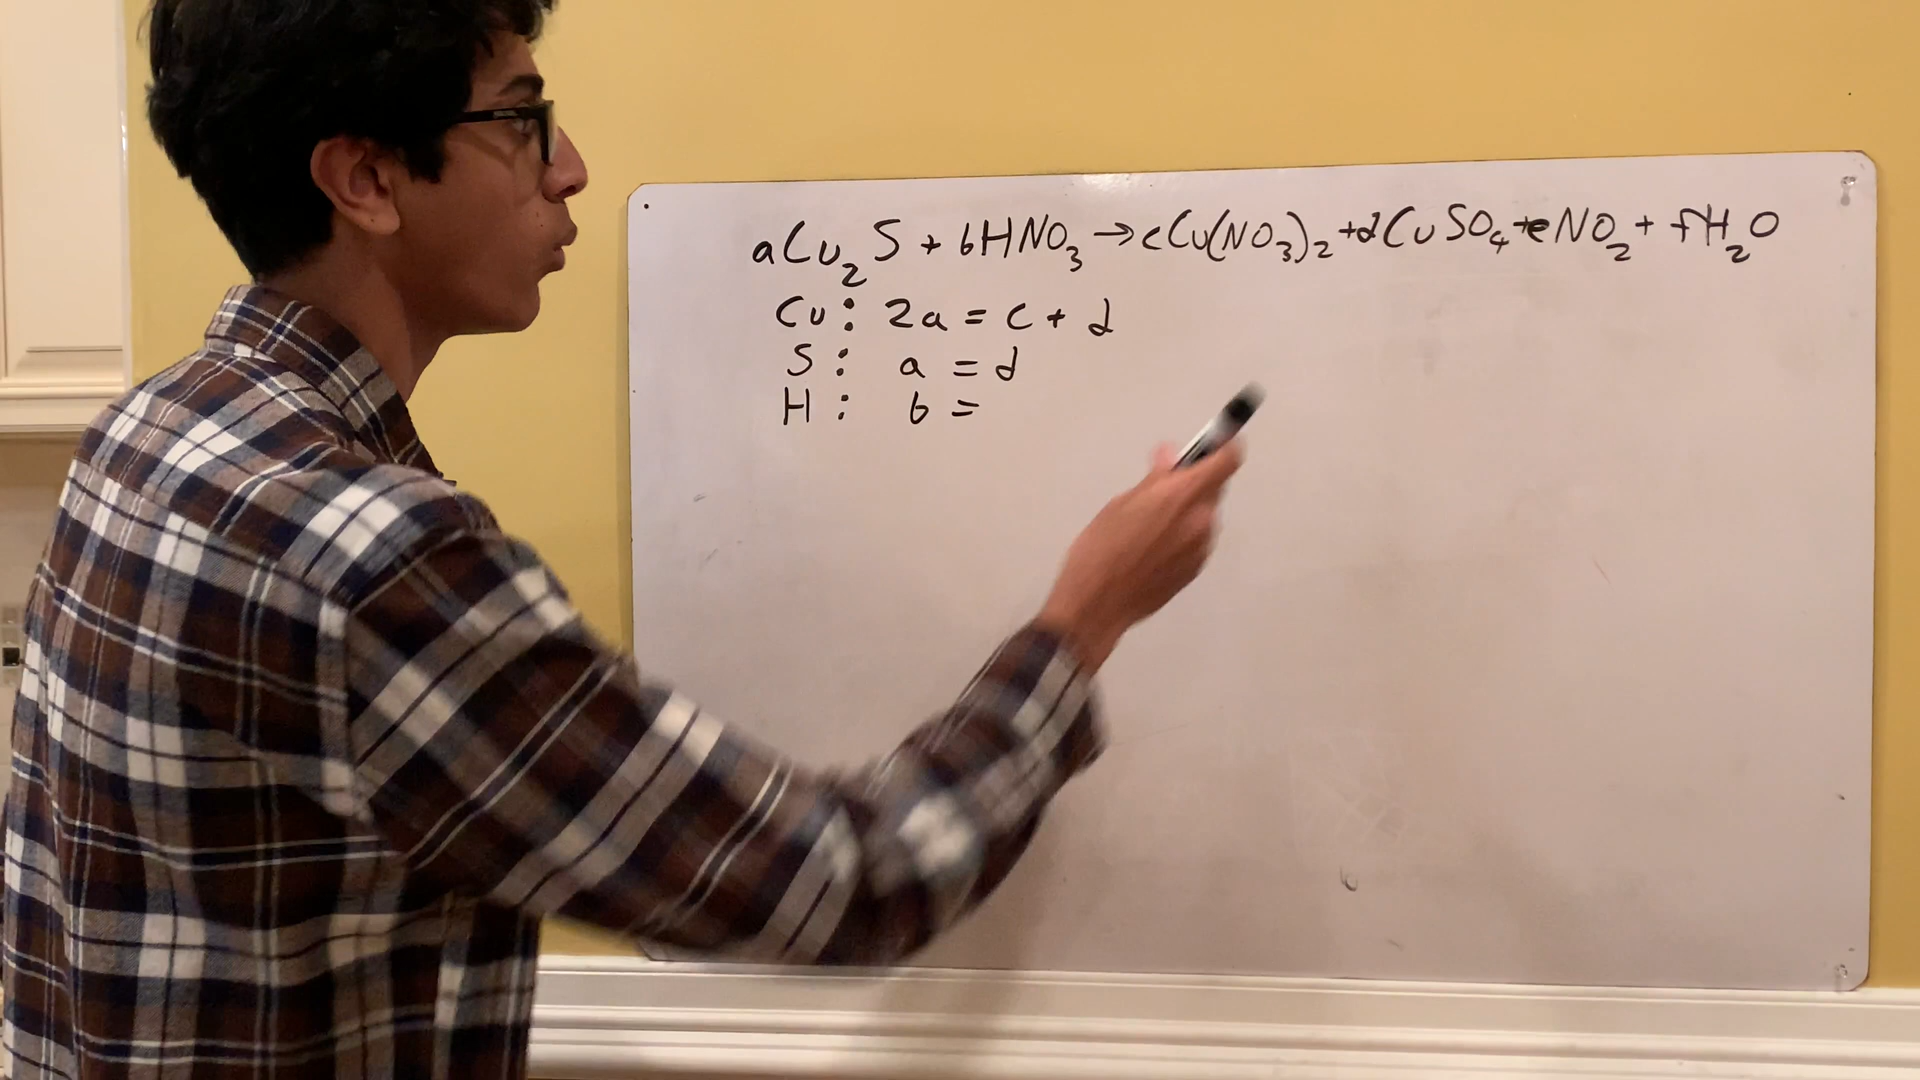 aCu₂S + bHNO₃ → cCu(NO₃)₂ + dCuSO₄ + eNO₂ + fH₂O
Cu: 2a = c + d
S: a = d
H: b =